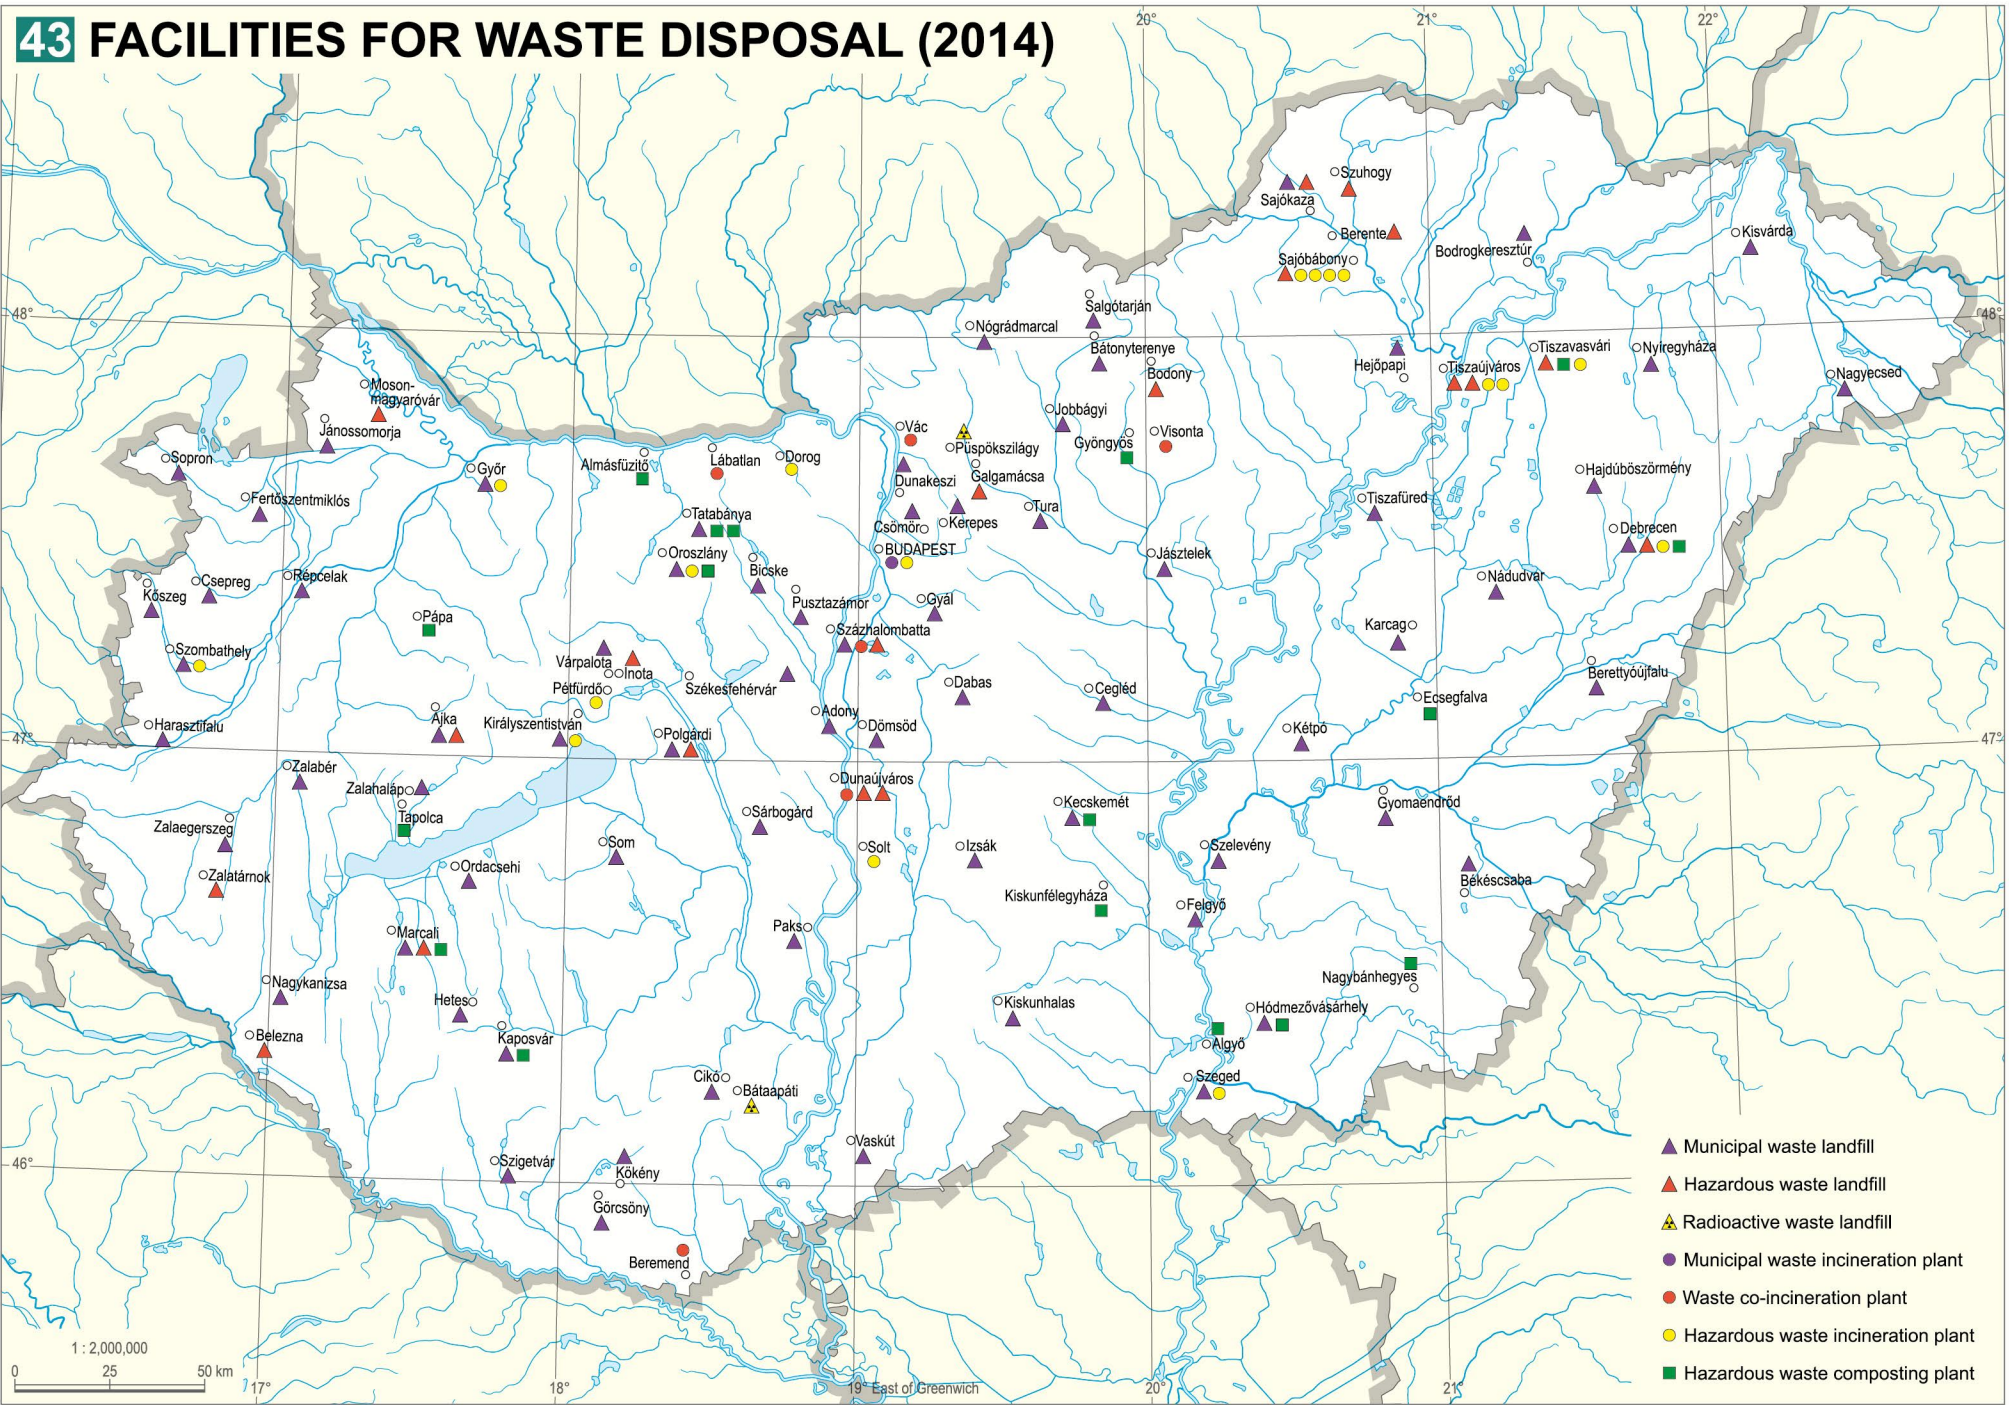 43 FACILITIES FOR WASTE DISPOSAL (2014)
20°
21°
22°
Szuhogy
Sajókaza
Berente
Bodrogkeresztúr
Kisvárda
Sajóbábony
48°
48°
Salgótarján
Nógrádmarcal
Bátonyterenye
Bodony
Hejőpapi
Tiszaújváros
Tiszavasvári
Nyíregyháza
Nagyecsed
Moson-
magyaróvár
Jánossomorja
Jobbágyi
Gyöngyös
Visonta
Vác
Püspökszilágy
Sopron
Győr
Almásfüzitő
Lábatlan
Dorog
Dunakeszi
Galgamácsa
Hajdúböszörmény
Fertőszentmiklós
Tatabánya
Csömör
Kerepes
Tura
Tiszafüred
Debrecen
Oroszlány
Bicske
BUDAPEST
Jásztelek
Kőszeg
Csepreg
Répcelak
Nádudvar
Pápa
Pusztazámor
Gyál
Százhalombatta
Karcag
Szombathely
Várpalota
Inota
Pétfürdő
Székesfehérvár
Dabas
Cegléd
Berettyóújfalu
Ecsegfalva
Harasztifalu
Ajka
Királyszentistván
Polgárdi
Adony
Dömsöd
Kétpó
47°
47°
Zalabér
Zalahaláp
Tapolca
Dunaújváros
Kecskemét
Gyomaendrőd
Zalaegerszeg
Sárbogárd
Som
Solt
Izsák
Szelevény
Zalatárnok
Ordacsehi
Békéscsaba
Kiskunfélegyháza
Felgyő
Marcali
Paks
Nagybánhegyes
Nagykanizsa
Hetes
Kiskunhalas
Hódmezővásárhely
Belezna
Kaposvár
Algyő
Cikó
Bátaapáti
Szeged
Vaskút
46°
Szigetvár
Kökény
Görcsöny
Beremend
Municipal waste landfill
Hazardous waste landfill
Radioactive waste landfill
Municipal waste incineration plant
Waste co-incineration plant
Hazardous waste incineration plant
Hazardous waste composting plant
1 : 2,000,000
0 25 50 km
17°
18°
19° East of Greenwich
20°
21°